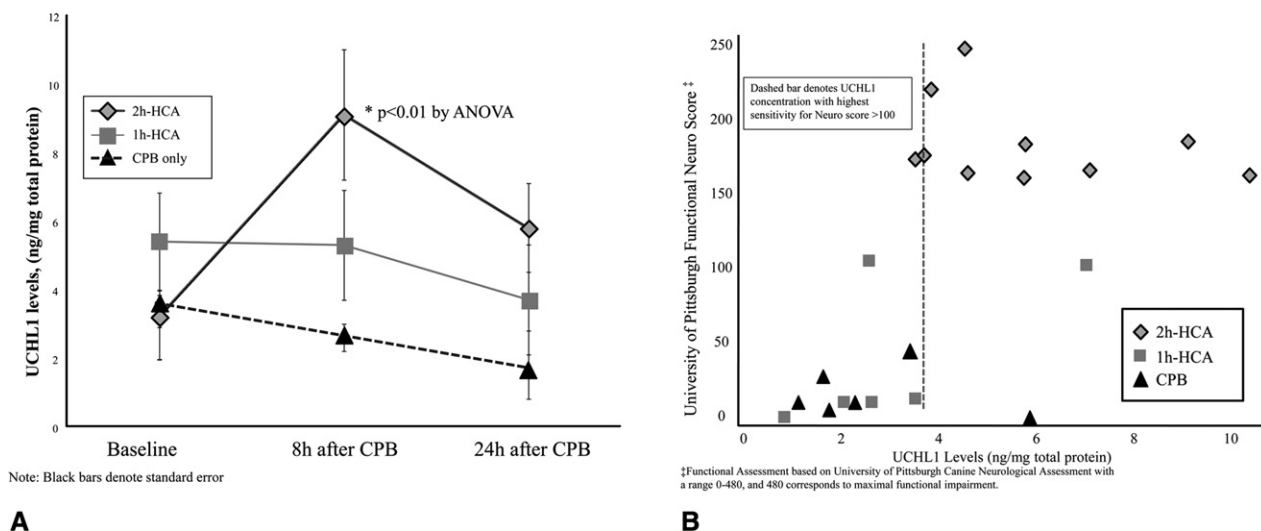 12
10
8
6
4
2
0
UCHL1 levels, (ng/mg total protein)
2h-HCA
1h-HCA
CPB only
* p<0.01 by ANOVA
Baseline
8h after CPB
24h after CPB
Note: Black bars denote standard error
A
250
200
150
100
50
0
University of Pittsburgh Functional Neuro Score ‡
Dashed bar denotes UCHL1
concentration with highest
sensitivity for Neuro score >100
2h-HCA
1h-HCA
CPB
0
2
4
6
8
10
UCHL1 Levels (ng/mg total protein)
‡Functional Assessment based on University of Pittsburgh Canine Neurological Assessment with
a range 0-480, and 480 corresponds to maximal functional impairment.
B